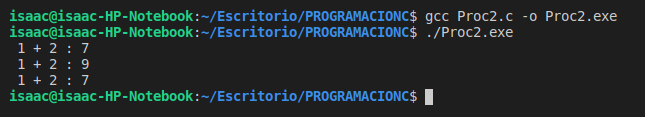 isaac@isaac-HP-Notebook:~/Escritorio/PROGRAMACIONC$ gcc Proc2.c -o Proc2.exe
isaac@isaac-HP-Notebook:~/Escritorio/PROGRAMACIONC$ ./Proc2.exe
 1 + 2 : 7
 1 + 2 : 9
 1 + 2 : 7
isaac@isaac-HP-Notebook:~/Escritorio/PROGRAMACIONC$